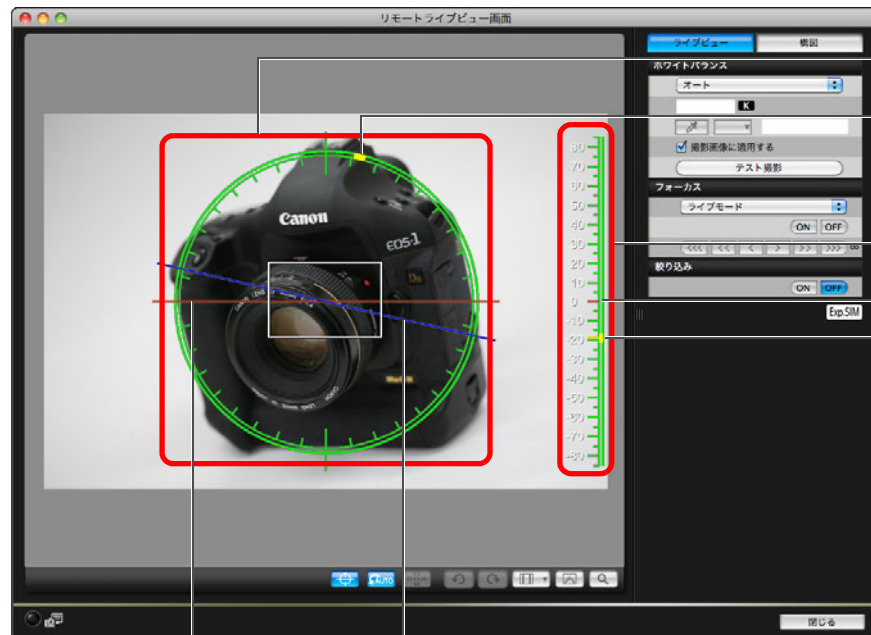 リモートライブビュー画面
ライブビュー 構図
ホワイトバランス
オート
K
撮影画像に適用する
テスト撮影
フォーカス
ライブモード
ON OFF
<<< << < > >> >>> ∞
絞り込み
ON OFF
Exp.SIM
Canon
EOS-1
Ds
Mark III
80
70
60
50
40
30
20
10
0
-10
-20
-30
-40
-50
-60
-70
-80
AUTO
閉じる